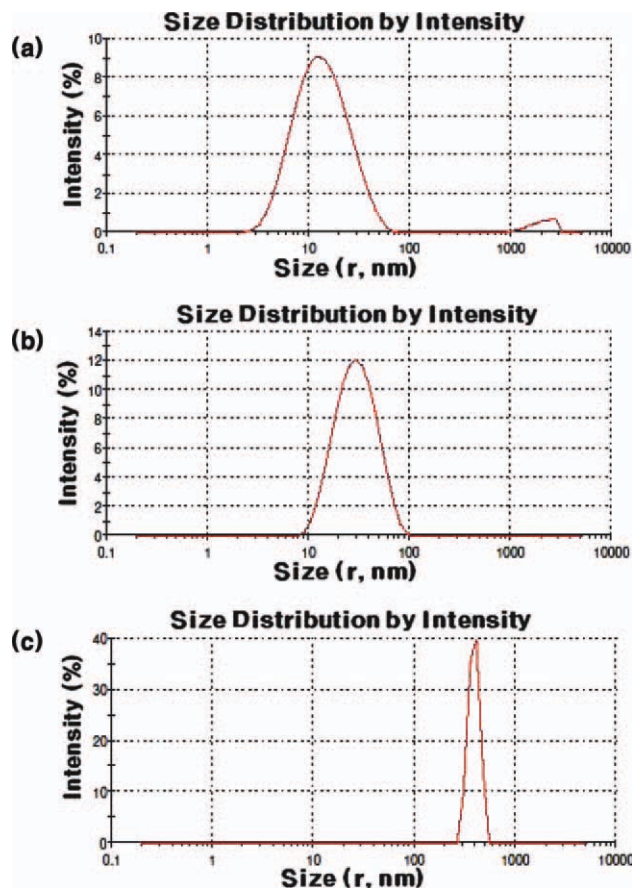 Size Distribution by Intensity
(a)
Intensity (%)
10
8
6
4
2
0
0.1 1 10 100 1000 10000
Size (r, nm)
Size Distribution by Intensity
(b)
Intensity (%)
14
12
10
8
6
4
2
0
0.1 1 10 100 1000 10000
Size (r, nm)
Size Distribution by Intensity
(c)
Intensity (%)
40
30
20
10
0
0.1 1 10 100 1000 10000
Size (r, nm)